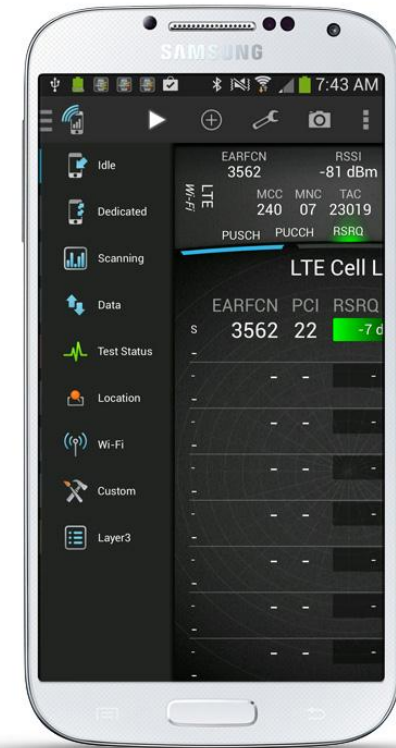 SAMSUNG
7:43 AM
Idle
Dedicated
Scanning
Data
Test Status
Location
Wi-Fi
Custom
Layer3
EARFCN RSSI
3562 -81 dBm
Wi-Fi LTE
MCC MNC TAC
240 07 23019
PUSCH PUCCH RSRQ
LTE Cell L
EARFCN PCI RSRQ
S 3562 22 -7 d
- - - -
- - - -
- - - -
- - - -
- - - -
- - - -
- - - -